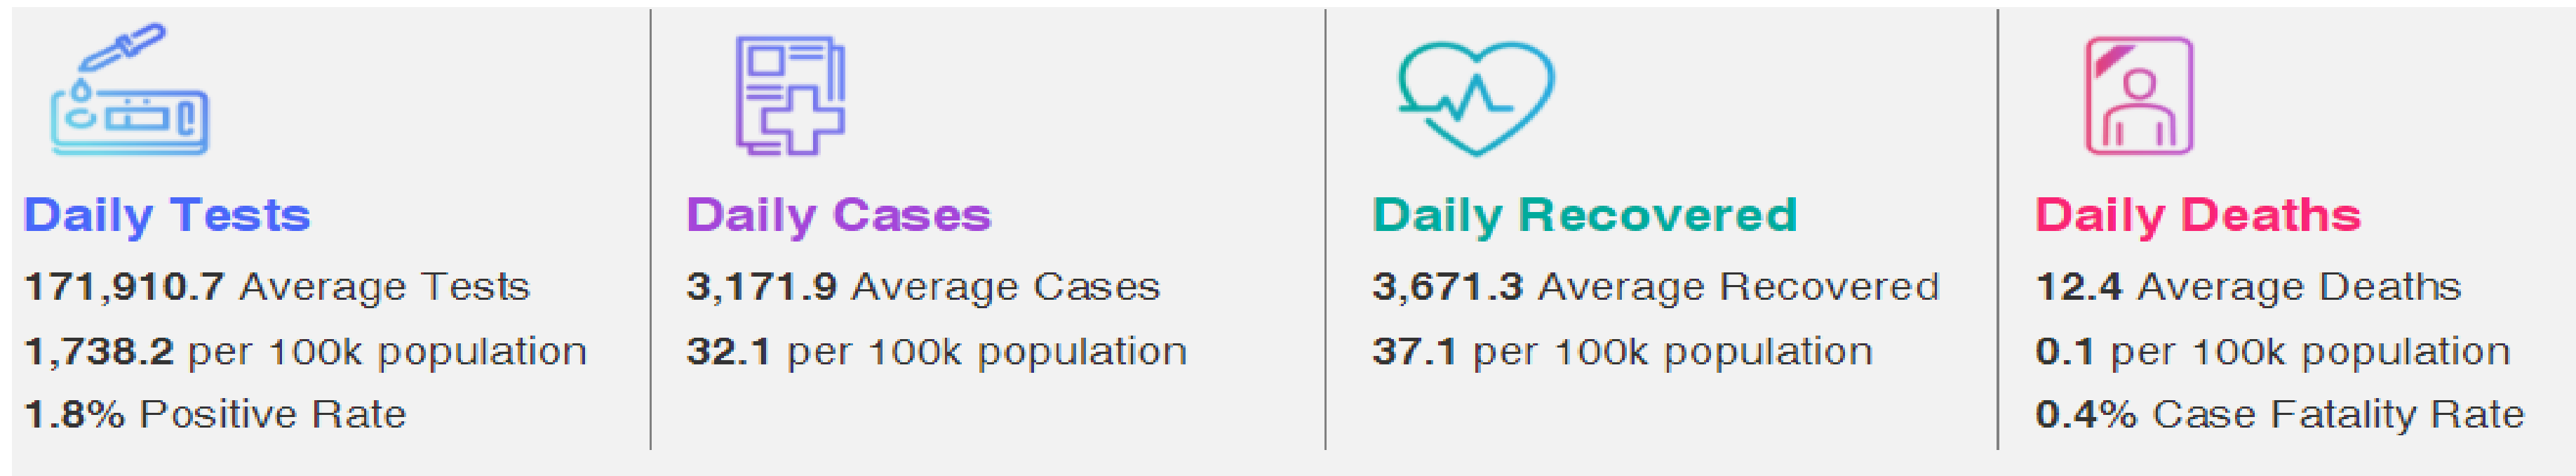 Daily Tests
171,910.7 Average Tests
1,738.2 per 100k population
1.8% Positive Rate
Daily Cases
3,171.9 Average Cases
32.1 per 100k population
Daily Recovered
3,671.3 Average Recovered
37.1 per 100k population
Daily Deaths
12.4 Average Deaths
0.1 per 100k population
0.4% Case Fatality Rate